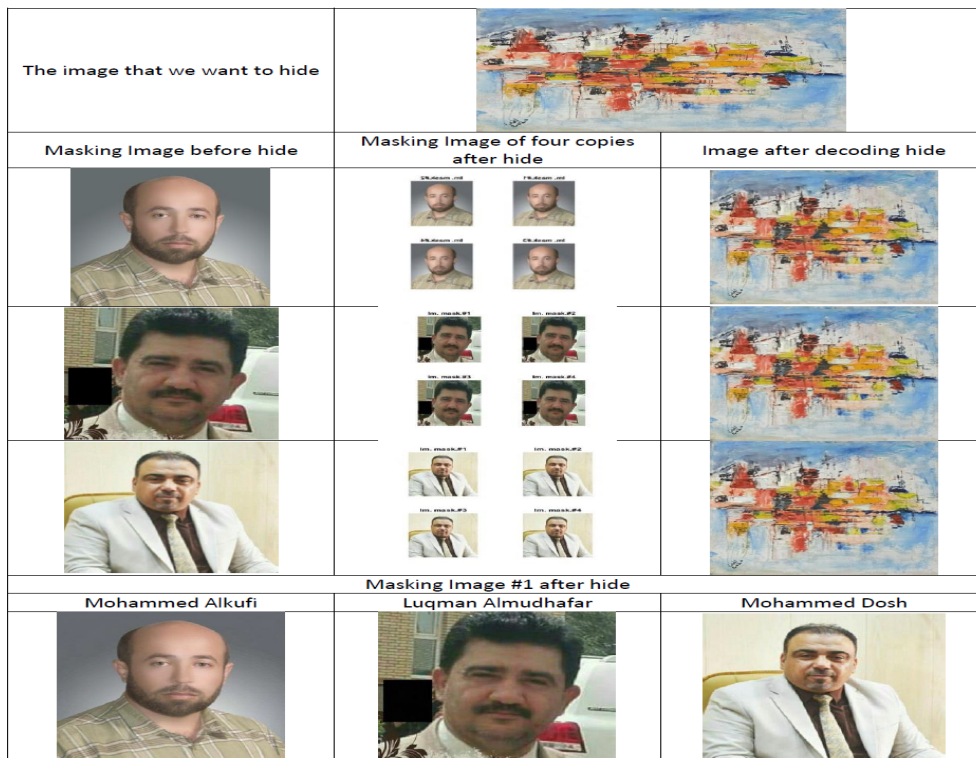 The image that we want to hide
Masking Image before hide
Masking Image of four copies
after hide
Image after decoding hide
Im. mask.#1
Im. mask.#2
Im. mask.#3
Im. mask.#4
Im. mask.#1
Im. mask.#2
Im. mask.#3
Im. mask.#4
Masking Image #1 after hide
Mohammed Alkufi
Luqman Almudhafar
Mohammed Dosh